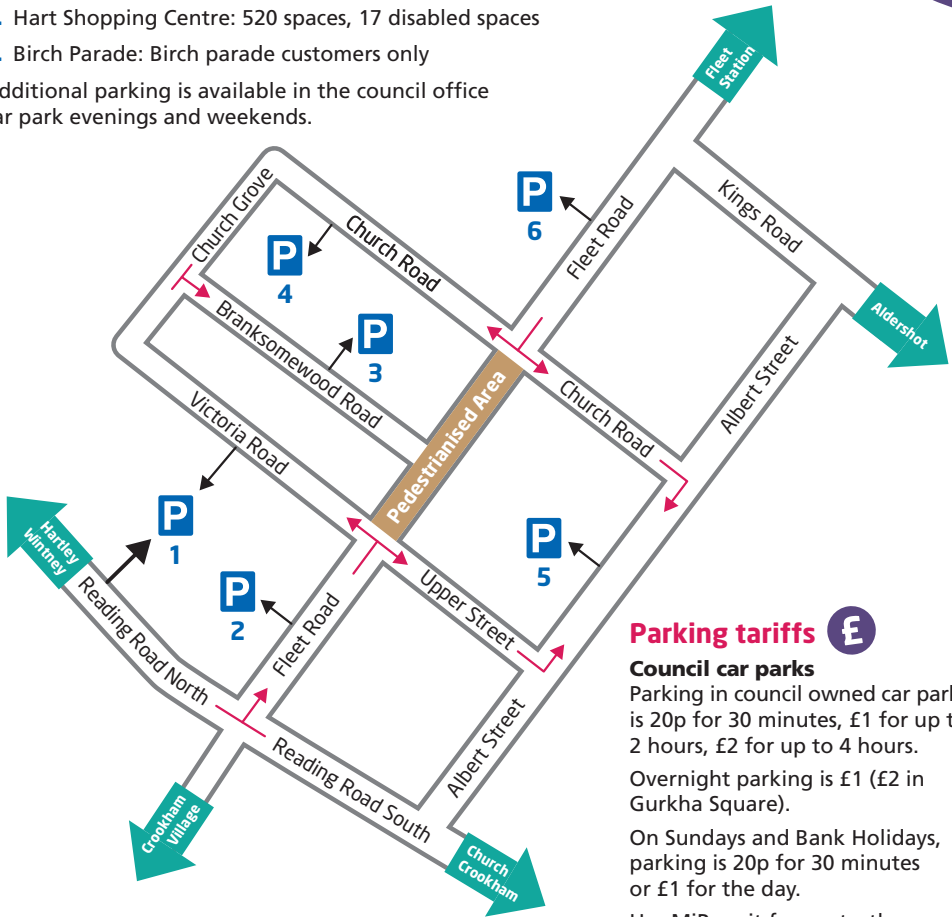 . Hart Shopping Centre: 520 spaces, 17 disabled spaces
. Birch Parade: Birch parade customers only
dditional parking is available in the council office
ar park evenings and weekends.
Fleet
Station
Kings Road
Aldershot
P
6
Fleet Road
Church Grove
Church Road
P
4
P
3
Branksomewood Road
Albert Street
Church Road
Pedestrianised Area
Victoria Road
P
1
Hartley
Wintney
P
5
P
2
Upper Street
Fleet Road
Reading Road North
Albert Street
Reading Road South
Crookham
Village
Church
Crookham
Parking tariffs £
Council car parks
Parking in council owned car par
is 20p for 30 minutes, £1 for up t
2 hours, £2 for up to 4 hours.
Overnight parking is £1 (£2 in
Gurkha Square).
On Sundays and Bank Holidays,
parking is 20p for 30 minutes
or £1 for the day.